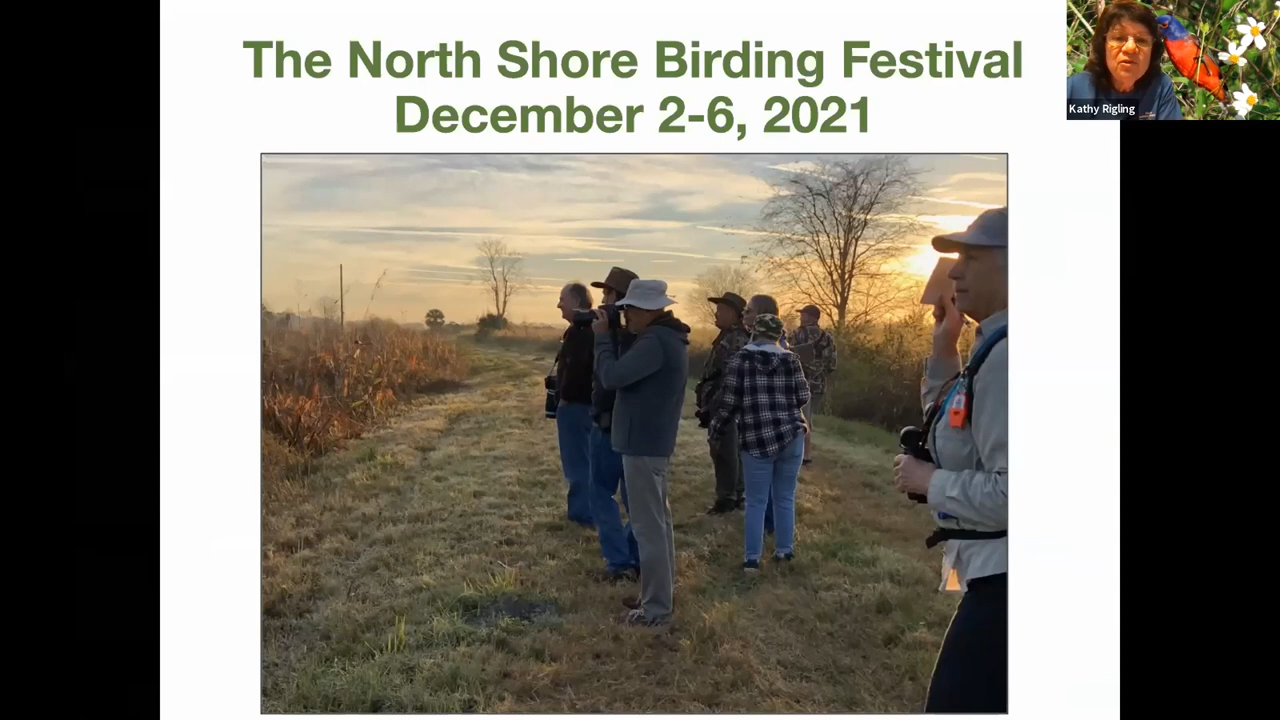 The North Shore Birding Festival
December 2-6, 2021
Kathy Rigling